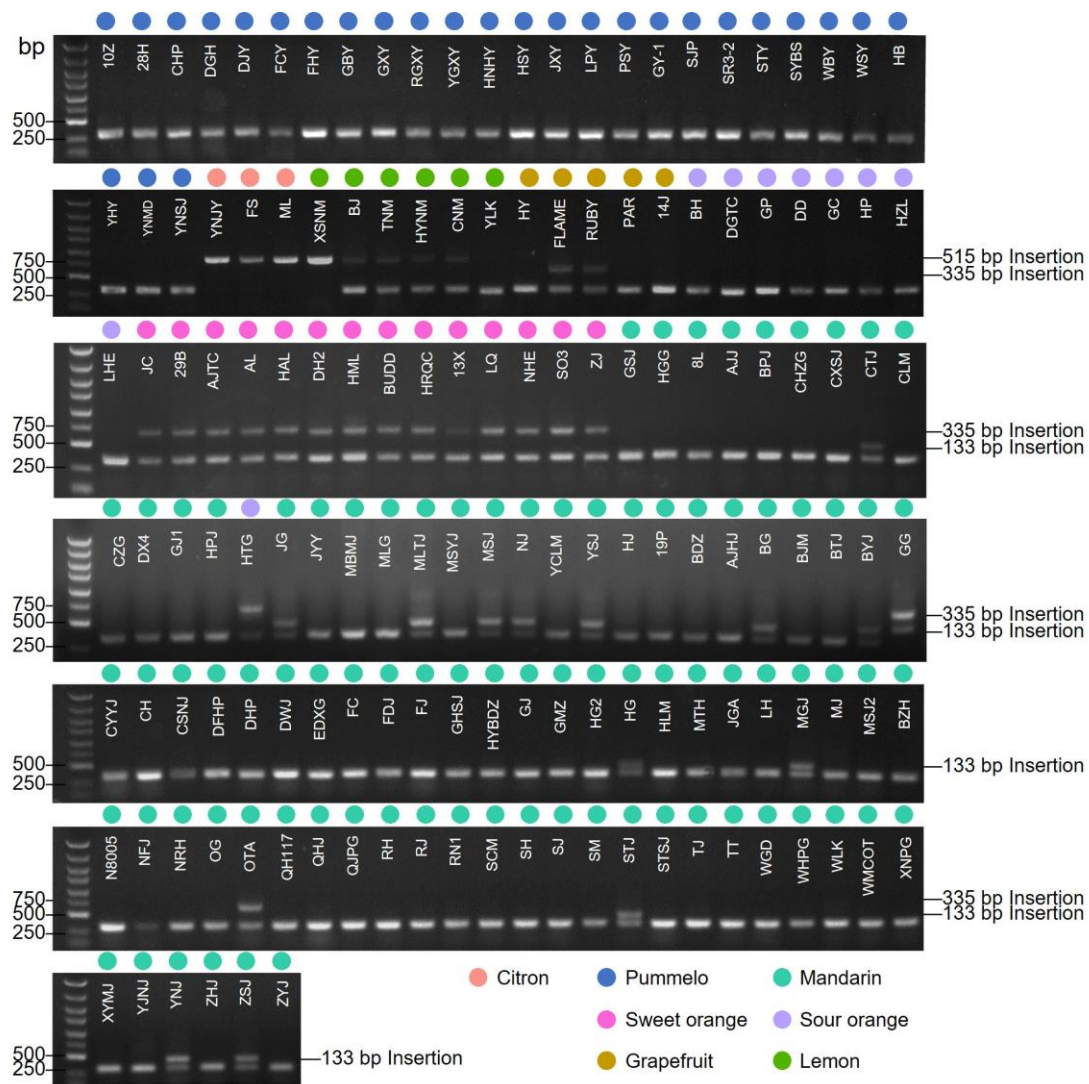 bp 10Z 28H CHP DGH DJY FCY FHY GBY GXY RGXY YGXY HNHY HSY JXY LPY PSY GY-1 SJP SR3-2 STY SYBS WBY WSY HB
500
250
YHY YNMD YNSJ YNJY FS ML XSNM BJ TNM HYNM CNM YLK HY FLAME RUBY PAR 14J BH DGTC GP DD GC HP HZL
750 515 bp Insertion
500 335 bp Insertion
250
LHE JC 29B AJTC AL HAL DH2 HML BUDD HRQC 13X LQ NHE SO3 ZJ GSJ HGG 8L AJJ BPJ CHZG CXSJ CTJ CLM
750 335 bp Insertion
500 133 bp Insertion
250
CZG DX4 GJ1 HPJ HTG JG JYY MBMJ MLG MLTJ MSYJ MSJ NJ YCLM YSJ HJ 19P BDZ AJHJ BG BJM BTJ BYJ GG
750 335 bp Insertion
500 133 bp Insertion
250
CYYJ CH CSNJ DFHP DHP DWJ EDXG FC FDJ FJ GHSJ HYBDZ GJ GMZ HG2 HG HLM MTH JGA LH MGJ MJ MSJ2 BZH
500 133 bp Insertion
250
N8005 NFJ NRH OG OTA QH117 QHJ QJPG RH RJ RN1 SCM SH SJ SM STJ STSJ TJ TT WGD WHPG WLK WMCOT XNPG
750 335 bp Insertion
500 133 bp Insertion
250
XYMJ YJNJ YNJ ZHJ ZSJ ZYJ
500 133 bp Insertion
250
Citron Pummelo Mandarin
Sweet orange Sour orange
Grapefruit Lemon